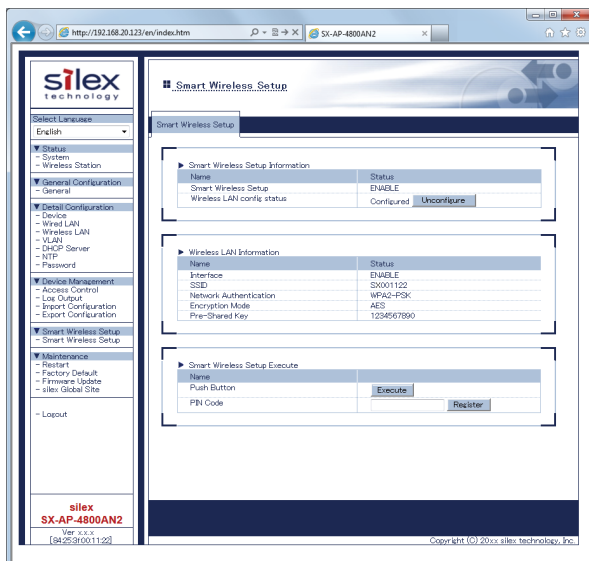 http://192.168.20.123/en/index.htm
SX-AP-4800AN2
silex
technology
Smart Wireless Setup
Select Language
English
Smart Wireless Setup
▼ Status
- System
- Wireless Station
▼ General Configuration
- General
▼ Detail Configuration
- Device
- Wired LAN
- Wireless LAN
- VLAN
- DHCP Server
- NTP
- Password
▼ Device Management
- Access Control
- Log Output
- Import Configuration
- Export Configuration
▼ Smart Wireless Setup
- Smart Wireless Setup
▼ Maintenance
- Restart
- Factory Default
- Firmware Update
- silex Global Site
- Logout
silex
SX-AP-4800AN2
Ver x.x.x
[84:25:3f:00:11:22]
▶ Smart Wireless Setup Information
Name Status
Smart Wireless Setup ENABLE
Wireless LAN config status Configured Unconfigure
▶ Wireless LAN Information
Name Status
Interface ENABLE
SSID SX001122
Network Authentication WPA2-PSK
Encryption Mode AES
Pre-Shared Key 1234567890
▶ Smart Wireless Setup Execute
Name
Push Button Execute
PIN Code Register
Copyright (C) 20xx silex technology, Inc.